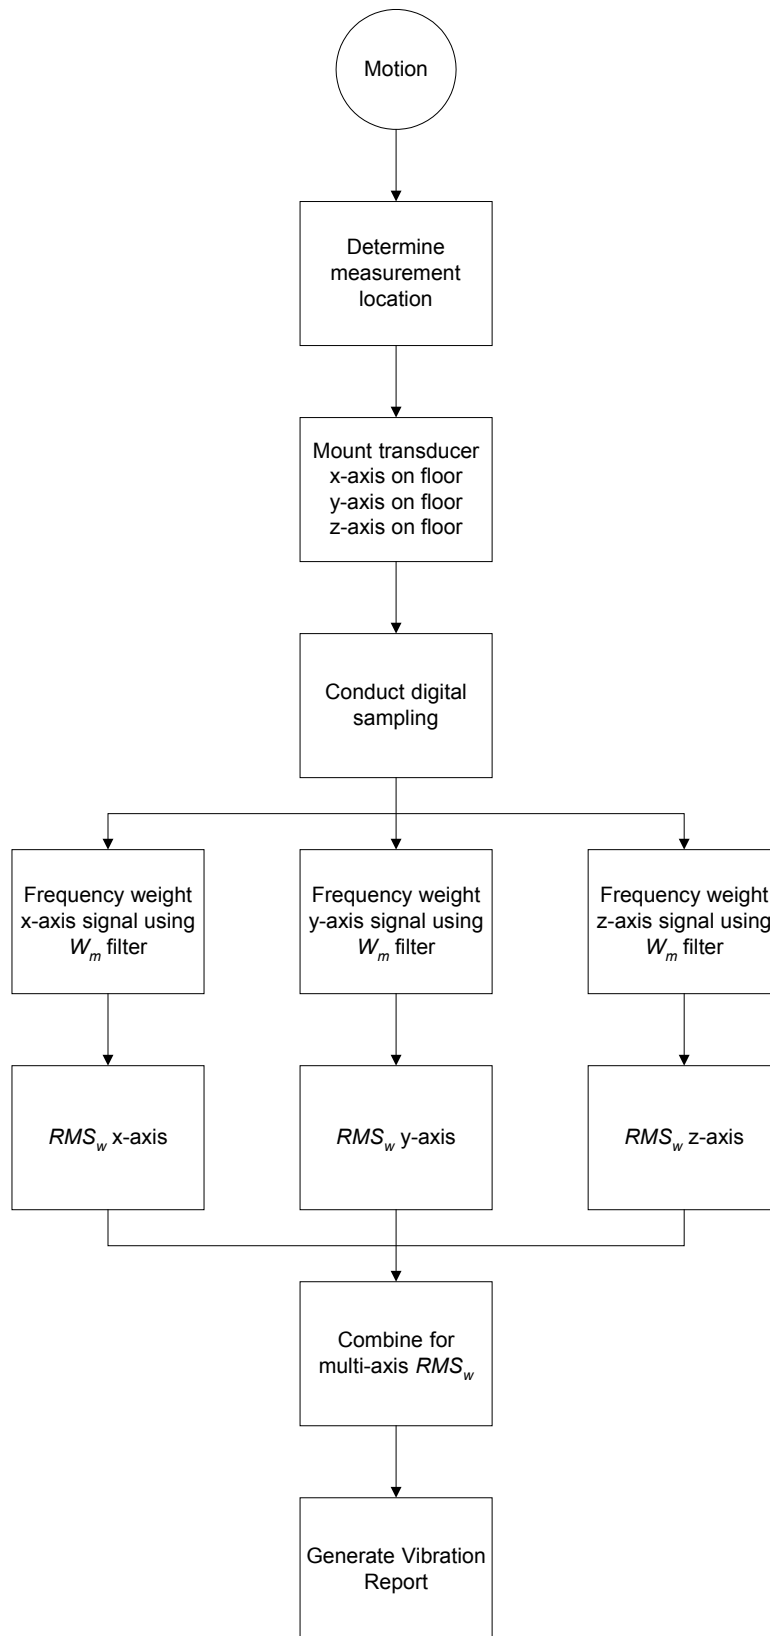 Motion
Determine
measurement
location
Mount transducer
x-axis on floor
y-axis on floor
z-axis on floor
Conduct digital
sampling
Frequency weight
x-axis signal using
Wm filter
Frequency weight
y-axis signal using
Wm filter
Frequency weight
z-axis signal using
Wm filter
RMSw x-axis
RMSw y-axis
RMSw z-axis
Combine for
multi-axis RMSw
Generate Vibration
Report